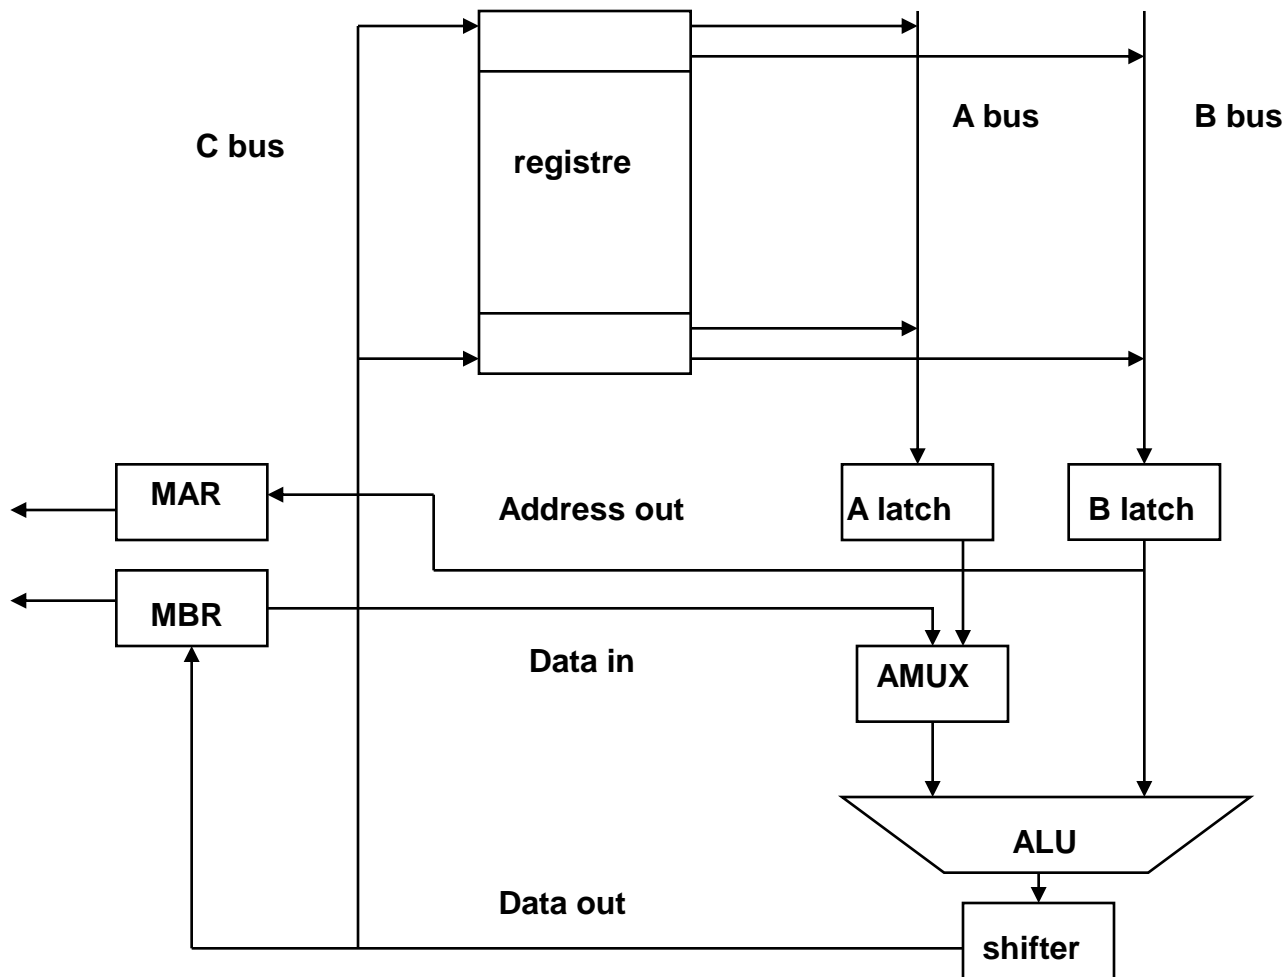 A bus
B bus
C bus
registre
MAR
Address out
A latch
B latch
MBR
Data in
AMUX
ALU
Data out
shifter